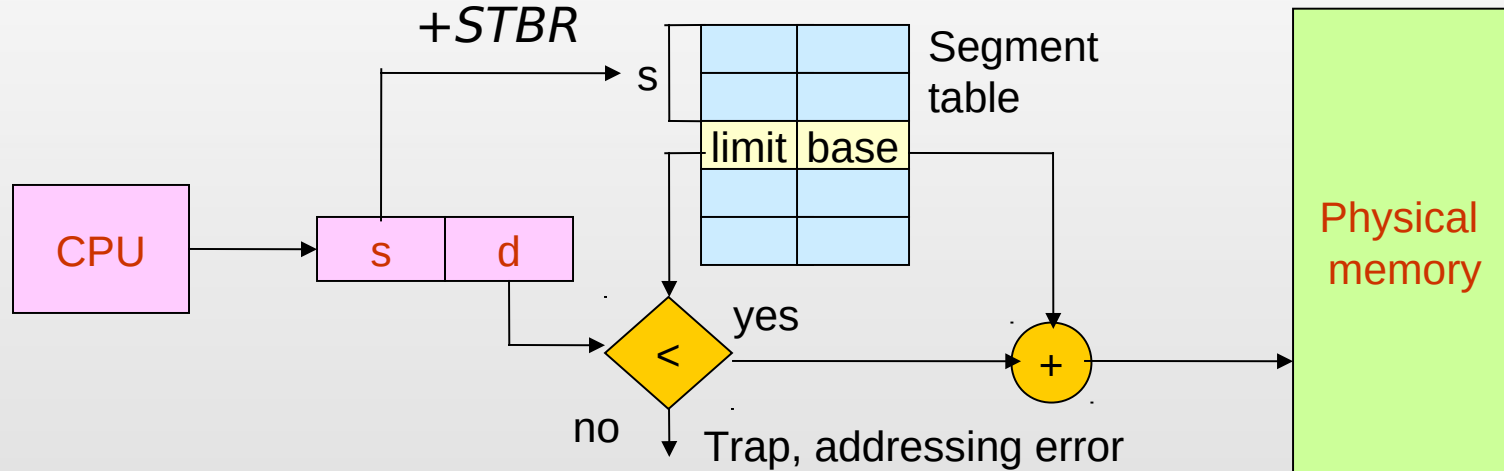 +STBR
s
Segment
table
limit base
CPU
s d
Physical
memory
<
yes
+
no
Trap, addressing error